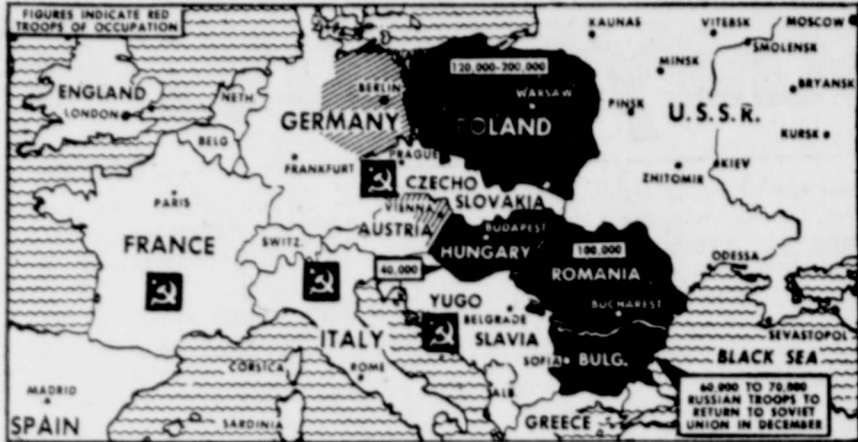 FIGURES INDICATE RED
TROOPS OF OCCUPATION
KAUNAS
VITEBSK
MOSCOW
SMOLENSK
ENGLAND
LONDON
NETH.
BERLIN
120,000-200,000
WARSAW
MINSK
BRYANSK
PINSK
U.S.S.R.
GERMANY
POLAND
KURSK
BELG
FRANKFURT
PRAGUE
ZHITOMIR
KIEV
CZECHO
SLOVAKIA
PARIS
VIENNA
AUSTRIA
BUDAPEST
FRANCE
SWITZ.
HUNGARY
100,000
ROMANIA
ODESSA
40,000
YUGO
SLAVIA
BELGRADE
BUCHAREST
ITALY
SEVASTOPOL
CORSICA
ROME
SOFIA
BULG.
BLACK SEA
MADRID
SPAIN
SARDINIA
ALB
GREECE
60,000 TO 70,000
RUSSIAN TROOPS TO
RETURN TO SOVIET
UNION IN DECEMBER